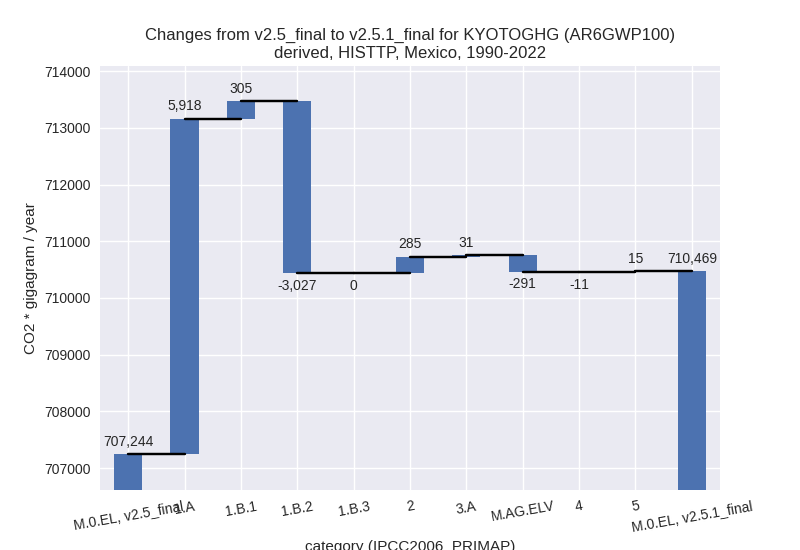 Changes from v2.5_final to v2.5.1_final for KYOTOGHG (AR6GWP100)
derived, HISTTP, Mexico, 1990-2022
CO2 * gigagram / year
714000
713000
712000
711000
710000
709000
708000
707000
707,244
5,918
305
-3,027
0
285
31
-291
-11
15
710,469
M.0.EL, v2.5_final
1.A
1.B.1
1.B.2
1.B.3
2
3.A
M.AG.ELV
4
5
M.0.EL, v2.5.1_final
category (IPCC2006_PRIMAP)